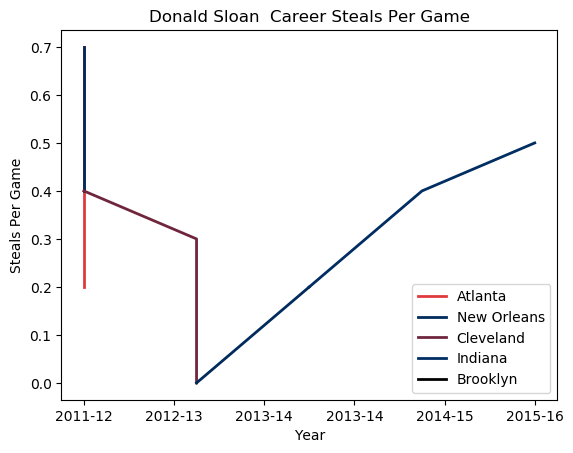 Donald Sloan  Career Steals Per Game
Steals Per Game
0.7
0.6
0.5
0.4
0.3
0.2
0.1
0.0
Atlanta
New Orleans
Cleveland
Indiana
Brooklyn
2011-12 2012-13 2013-14 2013-14 2014-15 2015-16
Year